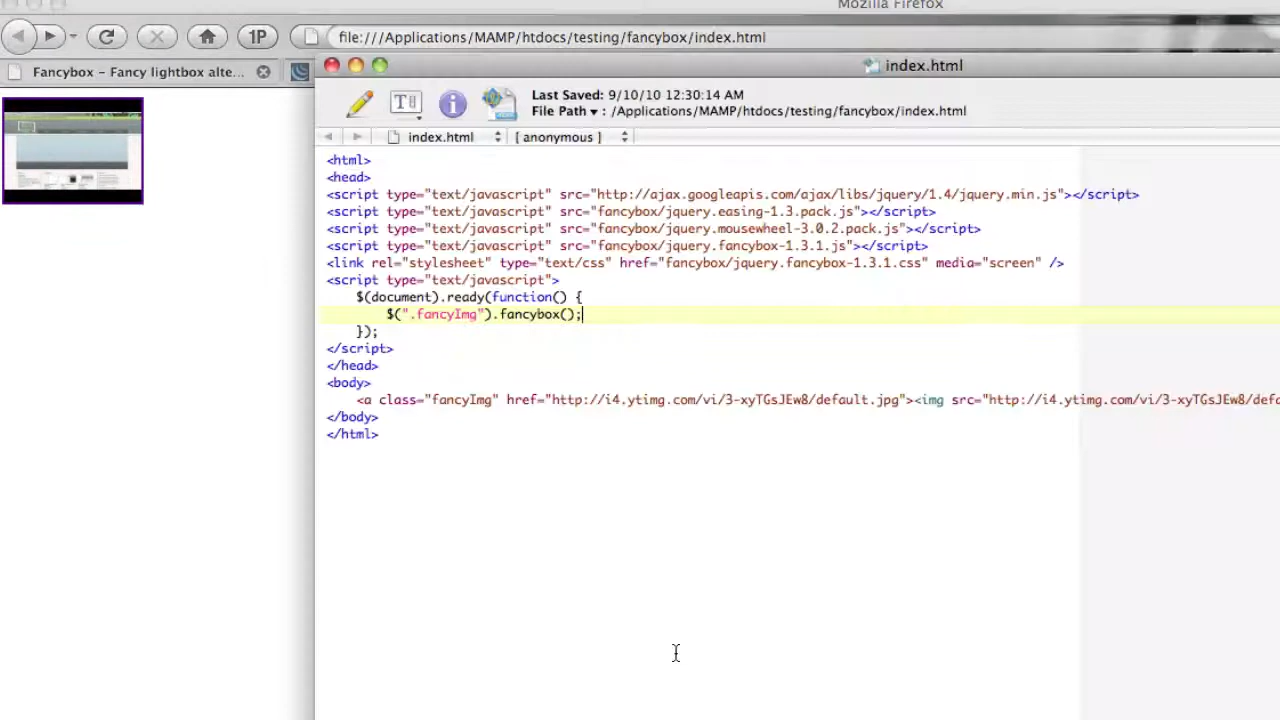 Mozilla Firefox
1P
file:///Applications/MAMP/htdocs/testing/fancybox/index.html
Fancybox – Fancy lightbox alte...
index.html
T
Last Saved: 9/10/10 12:30:14 AM
File Path ▾ : /Applications/MAMP/htdocs/testing/fancybox/index.html
index.html
[ anonymous ]
<html>
<head>
<script type="text/javascript" src="http://ajax.googleapis.com/ajax/libs/jquery/1.4/jquery.min.js"></script>
<script type="text/javascript" src="fancybox/jquery.easing-1.3.pack.js"></script>
<script type="text/javascript" src="fancybox/jquery.mousewheel-3.0.2.pack.js"></script>
<script type="text/javascript" src="fancybox/jquery.fancybox-1.3.1.js"></script>
<link rel="stylesheet" type="text/css" href="fancybox/jquery.fancybox-1.3.1.css" media="screen" />
<script type="text/javascript">
$(document).ready(function() {
$(".fancyImg").fancybox();
});
</script>
</head>
<body>
<a class="fancyImg" href="http://i4.ytimg.com/vi/3-xyTGsJEw8/default.jpg"><img src="http://i4.ytimg.com/vi/3-xyTGsJEw8/defa
</body>
</html>